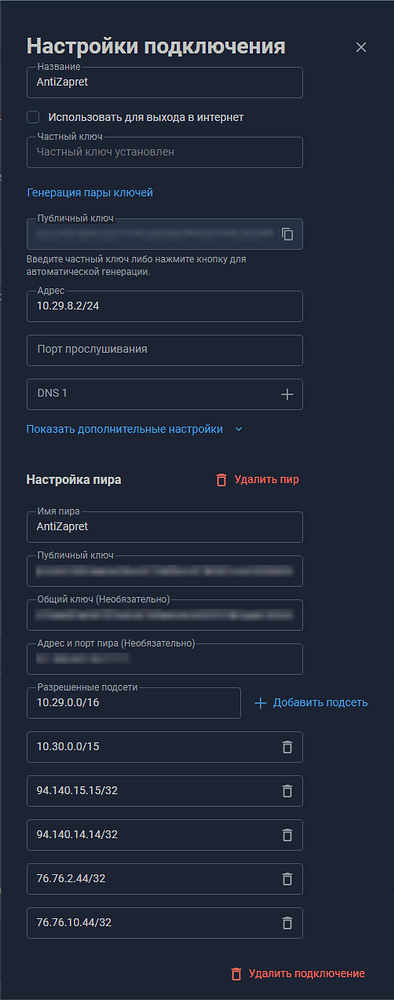 Настройки подключения
Название
AntiZapret
Использовать для выхода в интернет
Частный ключ
Частный ключ установлен
Генерация пары ключей
Публичный ключ
Введите частный ключ либо нажмите кнопку для
автоматической генерации.
Адрес
10.29.8.2/24
Порт прослушивания
DNS 1
Показать дополнительные настройки
Настройка пира
Удалить пир
Имя пира
AntiZapret
Публичный ключ
Общий ключ (Необязательно)
Адрес и порт пира (Необязательно)
Разрешенные подсети
10.29.0.0/16
Добавить подсеть
10.30.0.0/15
94.140.15.15/32
94.140.14.14/32
76.76.2.44/32
76.76.10.44/32
Удалить подключение